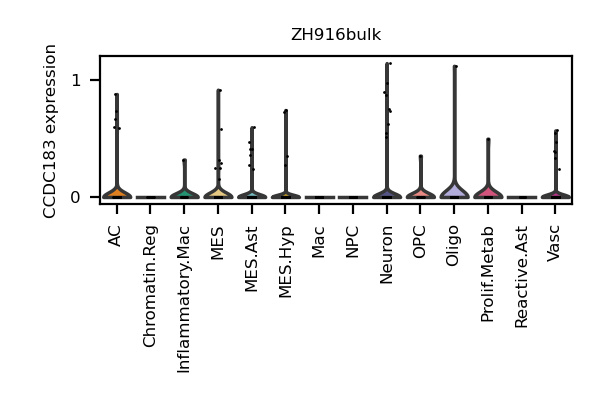 ZH916bulk
CCDC183 expression
1
0
AC
Chromatin.Reg
Inflammatory.Mac
MES
MES.Ast
MES.Hyp
Mac
NPC
Neuron
OPC
Oligo
Prolif.Metab
Reactive.Ast
Vasc